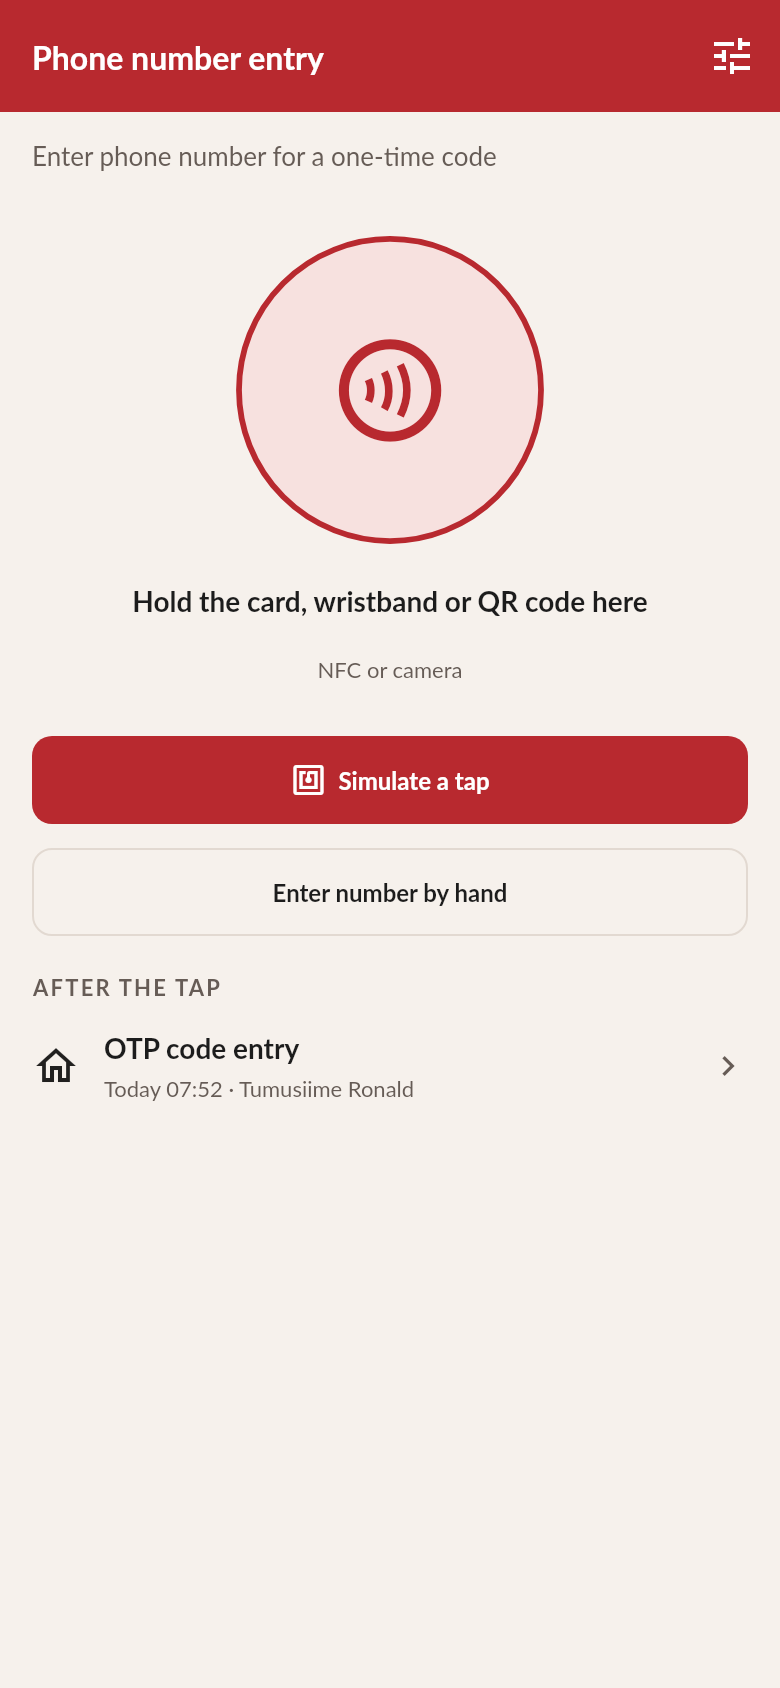 Phone number entry
Enter phone number for a one-time code
Hold the card, wristband or QR code here
NFC or camera
Simulate a tap
Enter number by hand
AFTER THE TAP
OTP code entry
Today 07:52 · Tumusiime Ronald